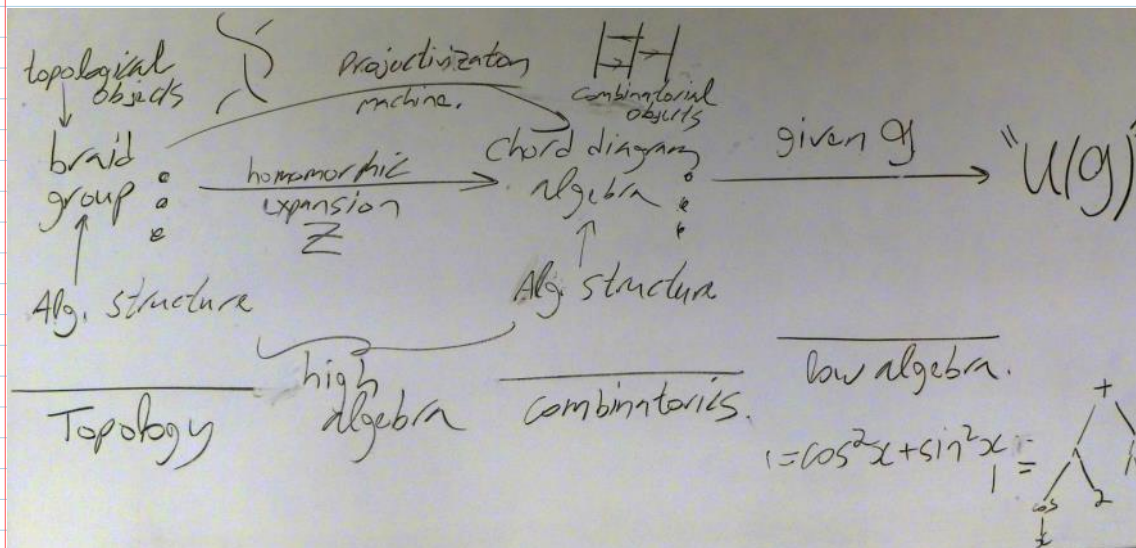 topological
objects
braid
group
Alg. structure
Topology
projectivization
machine.
homomorphic
expansion
Z
high
algebra
combinatorial
objects
chord diagram
algebra
Alg. structure
combinatorics.
given g
"U(g)"
low algebra.
1=cos²x+sin²x
1 =
+
cos
x
2